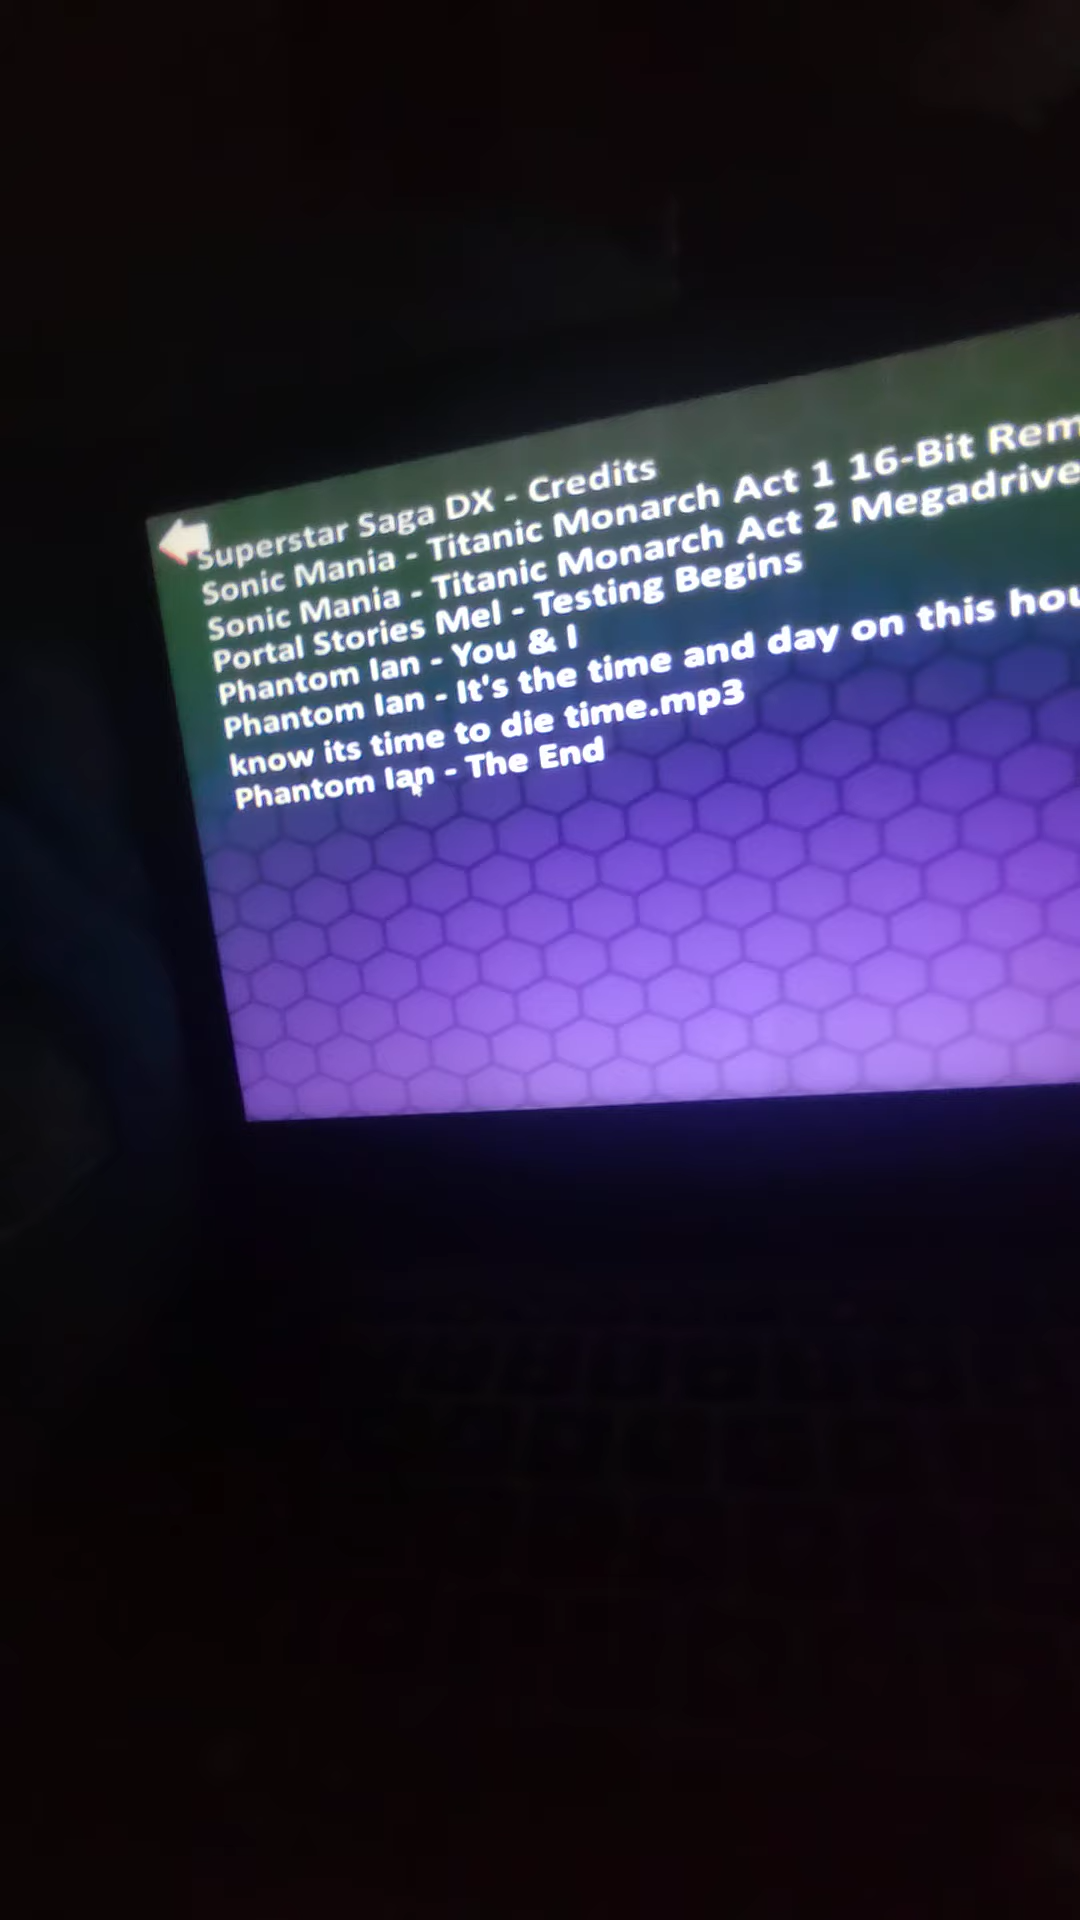 Superstar Saga DX - Credits
Sonic Mania - Titanic Monarch Act 1 16-Bit
Sonic Mania - Titanic Monarch Act 2 Megadrive
Portal Stories Mel - Testing Begins
Phantom Ian - You & I
Phantom Ian - It's the time and day on this
know its time to die time.mp3
Phantom Ian - The End